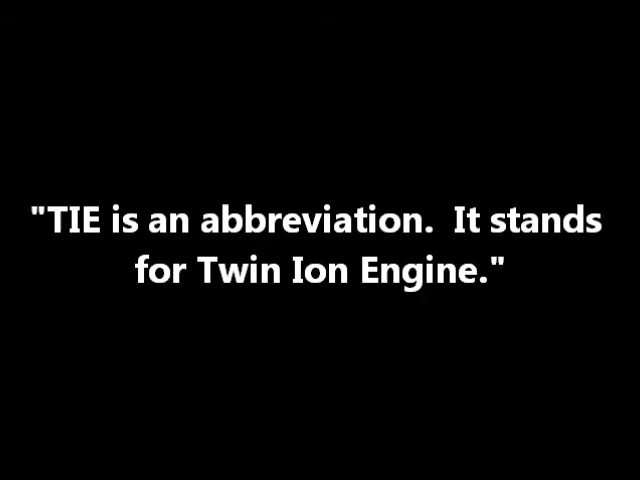 "TIE is an abbreviation.  It stands
for Twin Ion Engine."